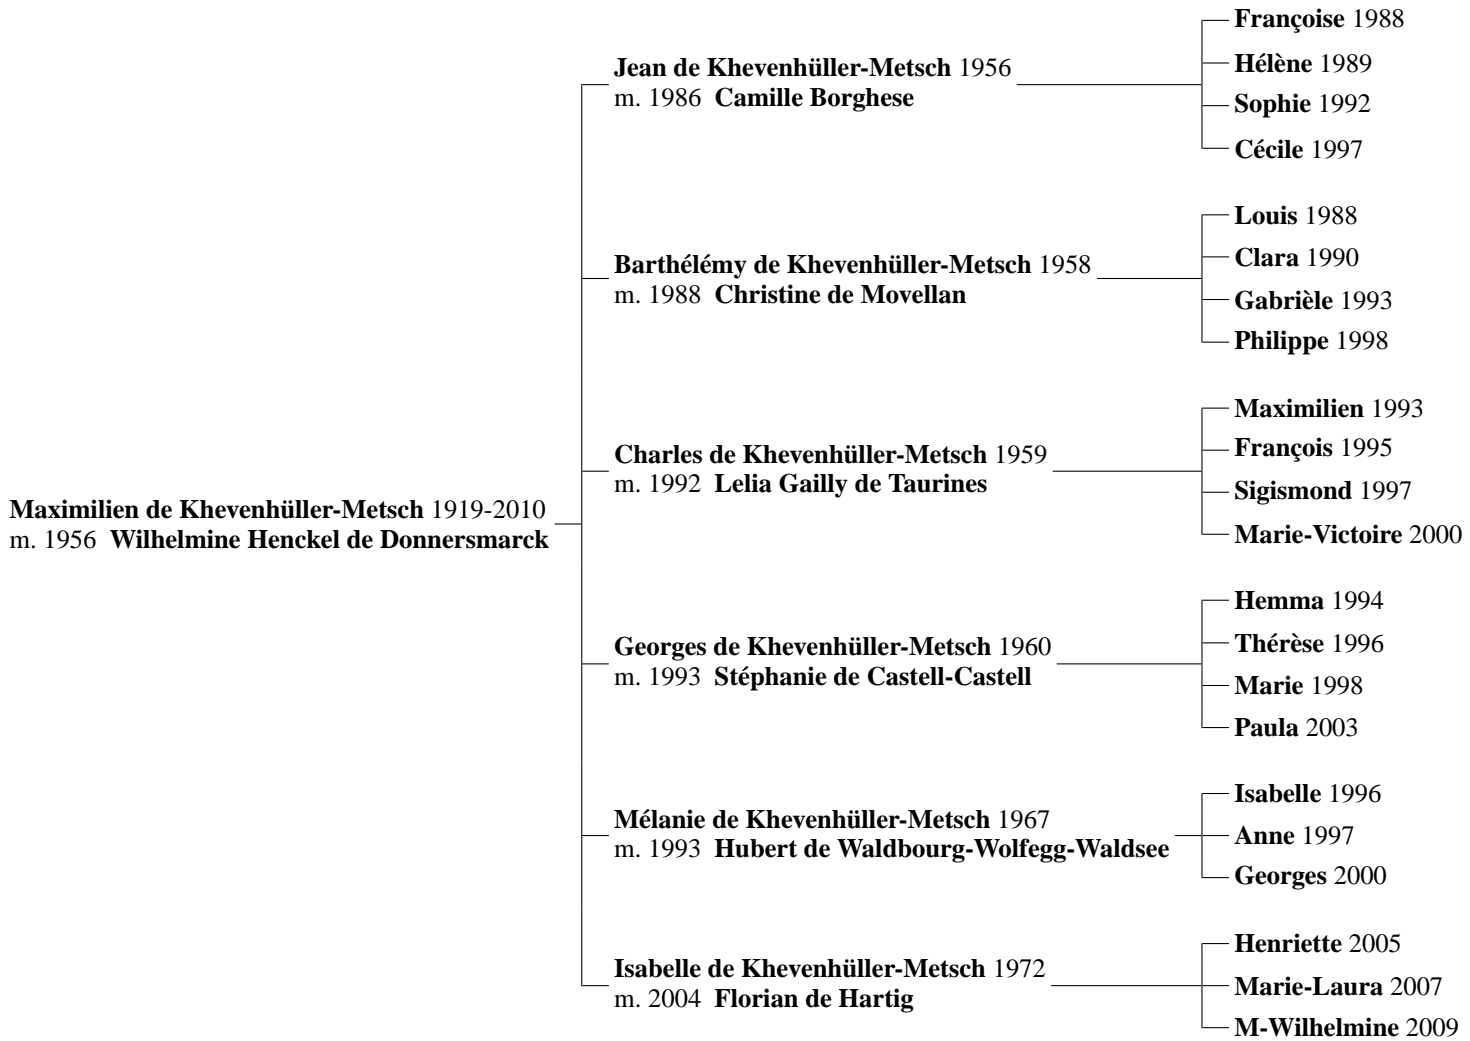 Maximilien de Khevenhüller-Metsch 1919-2010
m. 1956 Wilhelmine Henckel de Donnersmarck
Jean de Khevenhüller-Metsch 1956
m. 1986 Camille Borghese
Françoise 1988
Hélène 1989
Sophie 1992
Cécile 1997
Barthélémy de Khevenhüller-Metsch 1958
m. 1988 Christine de Movellan
Louis 1988
Clara 1990
Gabrièle 1993
Philippe 1998
Charles de Khevenhüller-Metsch 1959
m. 1992 Lelia Gailly de Taurines
Maximilien 1993
François 1995
Sigismond 1997
Marie-Victoire 2000
Georges de Khevenhüller-Metsch 1960
m. 1993 Stéphanie de Castell-Castell
Hemma 1994
Thérèse 1996
Marie 1998
Paula 2003
Mélanie de Khevenhüller-Metsch 1967
m. 1993 Hubert de Waldbourg-Wolfegg-Waldsee
Isabelle 1996
Anne 1997
Georges 2000
Isabelle de Khevenhüller-Metsch 1972
m. 2004 Florian de Hartig
Henriette 2005
Marie-Laura 2007
M-Wilhelmine 2009